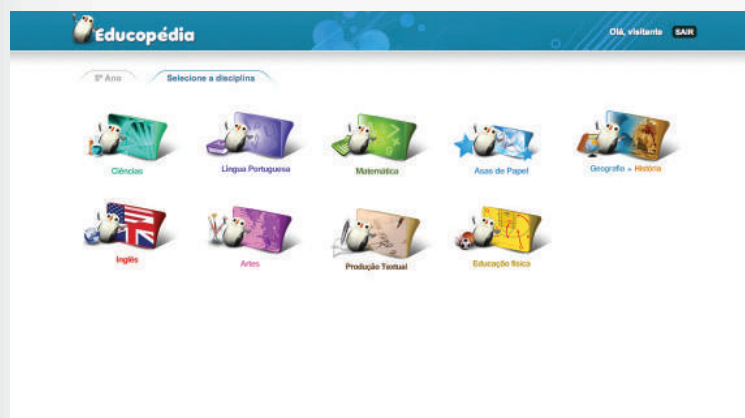 Educopédia
Olá, visitante SAIR
5º Ano Selecione a disciplina
Ciências Língua Portuguesa Matemática Asas de Papel Geografia e História
Inglês Artes Produção Textual Educação física